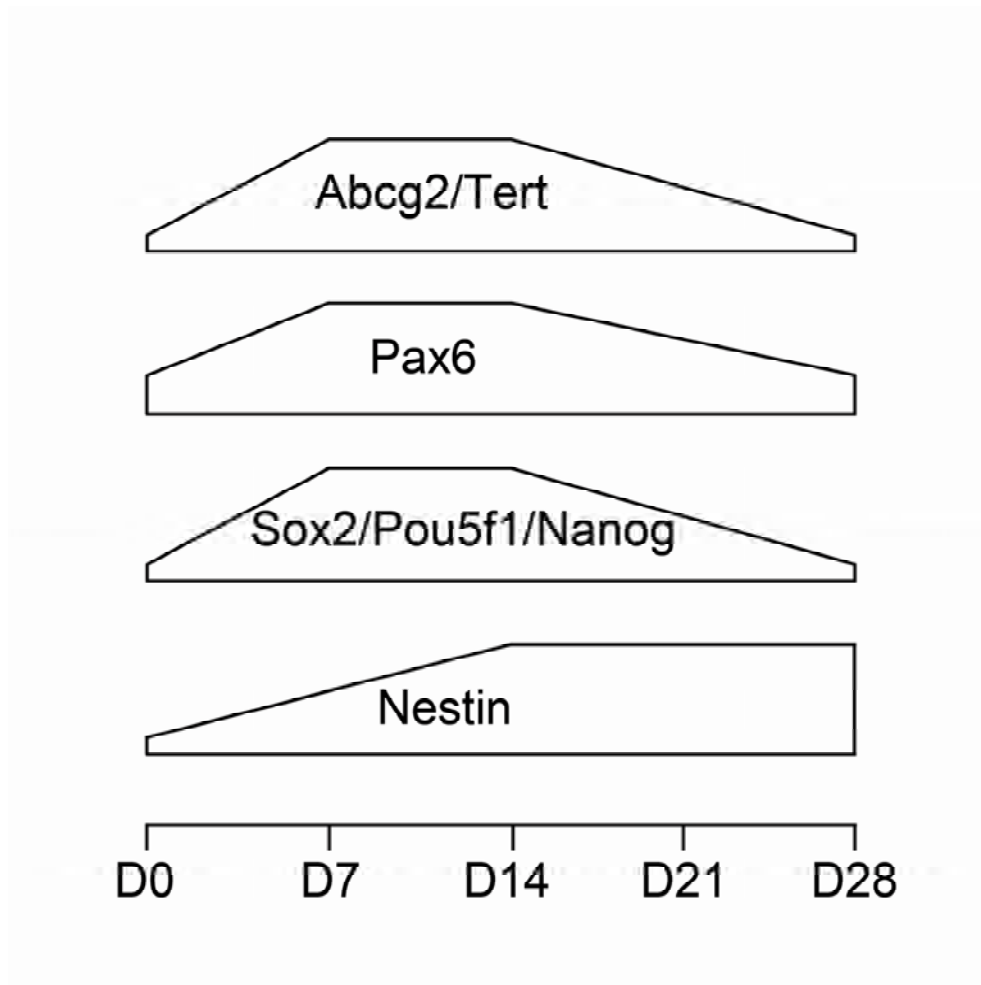 Abcg2/Tert
Pax6
Sox2/Pou5f1/Nanog
Nestin
D0 D7 D14 D21 D28